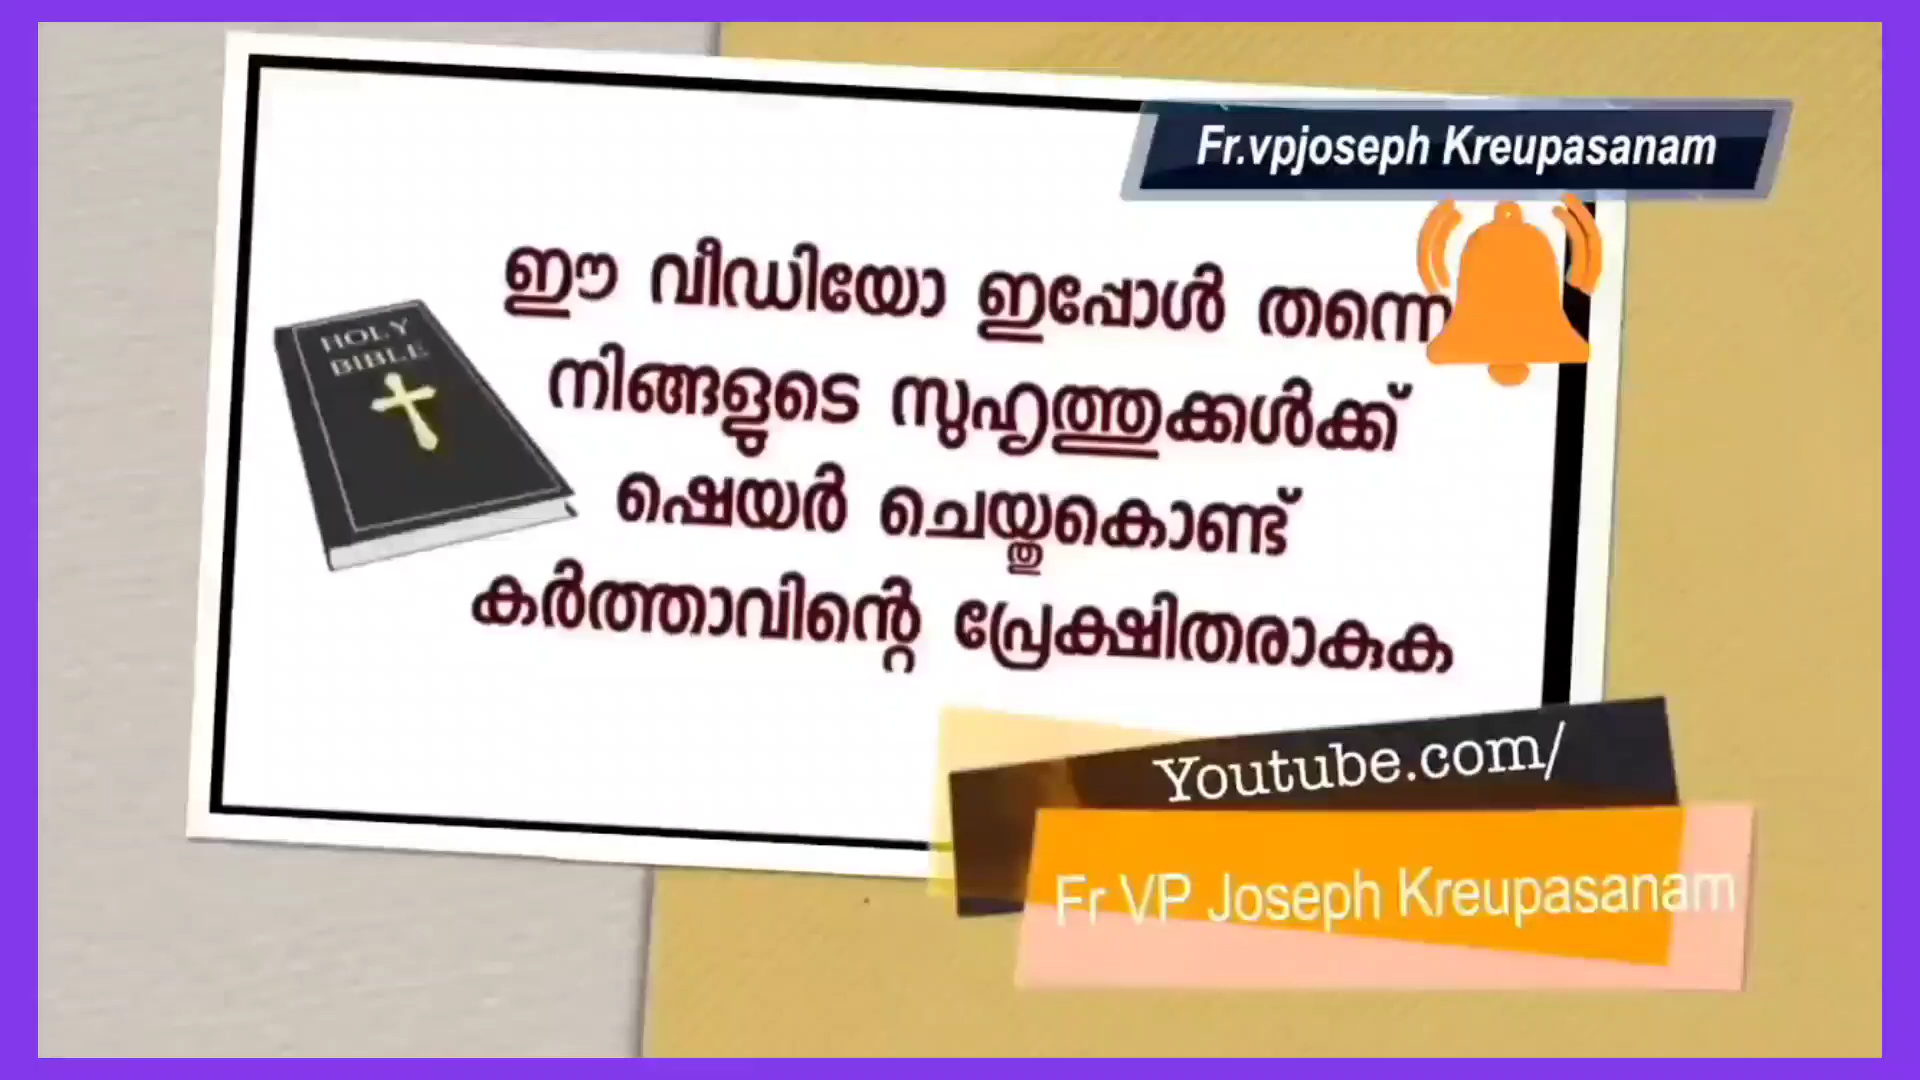 Fr.vpjoseph Kreupasanam
ഈ വീഡിയോ ഇപ്പോൾ തന്നെ
നിങ്ങളുടെ സുഹൃത്തുക്കൾക്ക്
ഷെയർ ചെയ്തുകൊണ്ട്
കർത്താവിന്റെ പ്രേക്ഷിതരാകുക
HOLY
BIBLE
Youtube.com/
Fr VP Joseph Kreupasanam